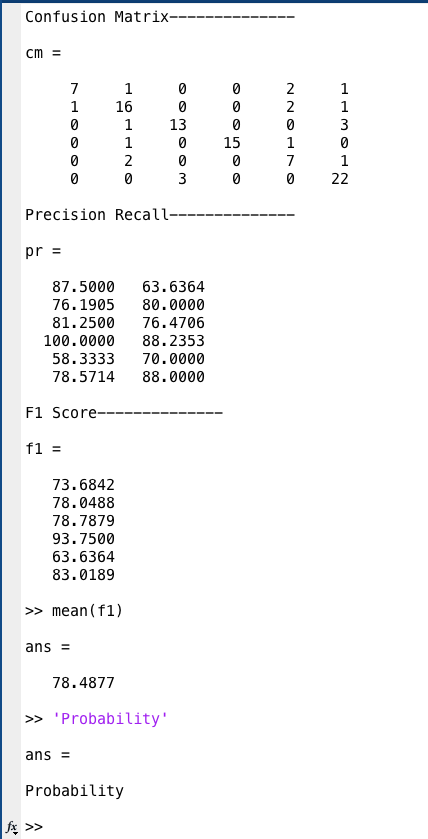 Confusion Matrix--------------
cm =
7 1 0 0 2 1
1 16 0 0 2 1
0 1 13 0 0 3
0 1 0 15 1 0
0 2 0 0 7 1
0 0 3 0 0 22
Precision Recall--------------
pr =
87.5000 63.6364
76.1905 80.0000
81.2500 76.4706
100.0000 88.2353
58.3333 70.0000
78.5714 88.0000
F1 Score--------------
f1 =
73.6842
78.0488
78.7879
93.7500
63.6364
83.0189
>> mean(f1)
ans =
78.4877
>> 'Probability'
ans =
Probability
fx >>